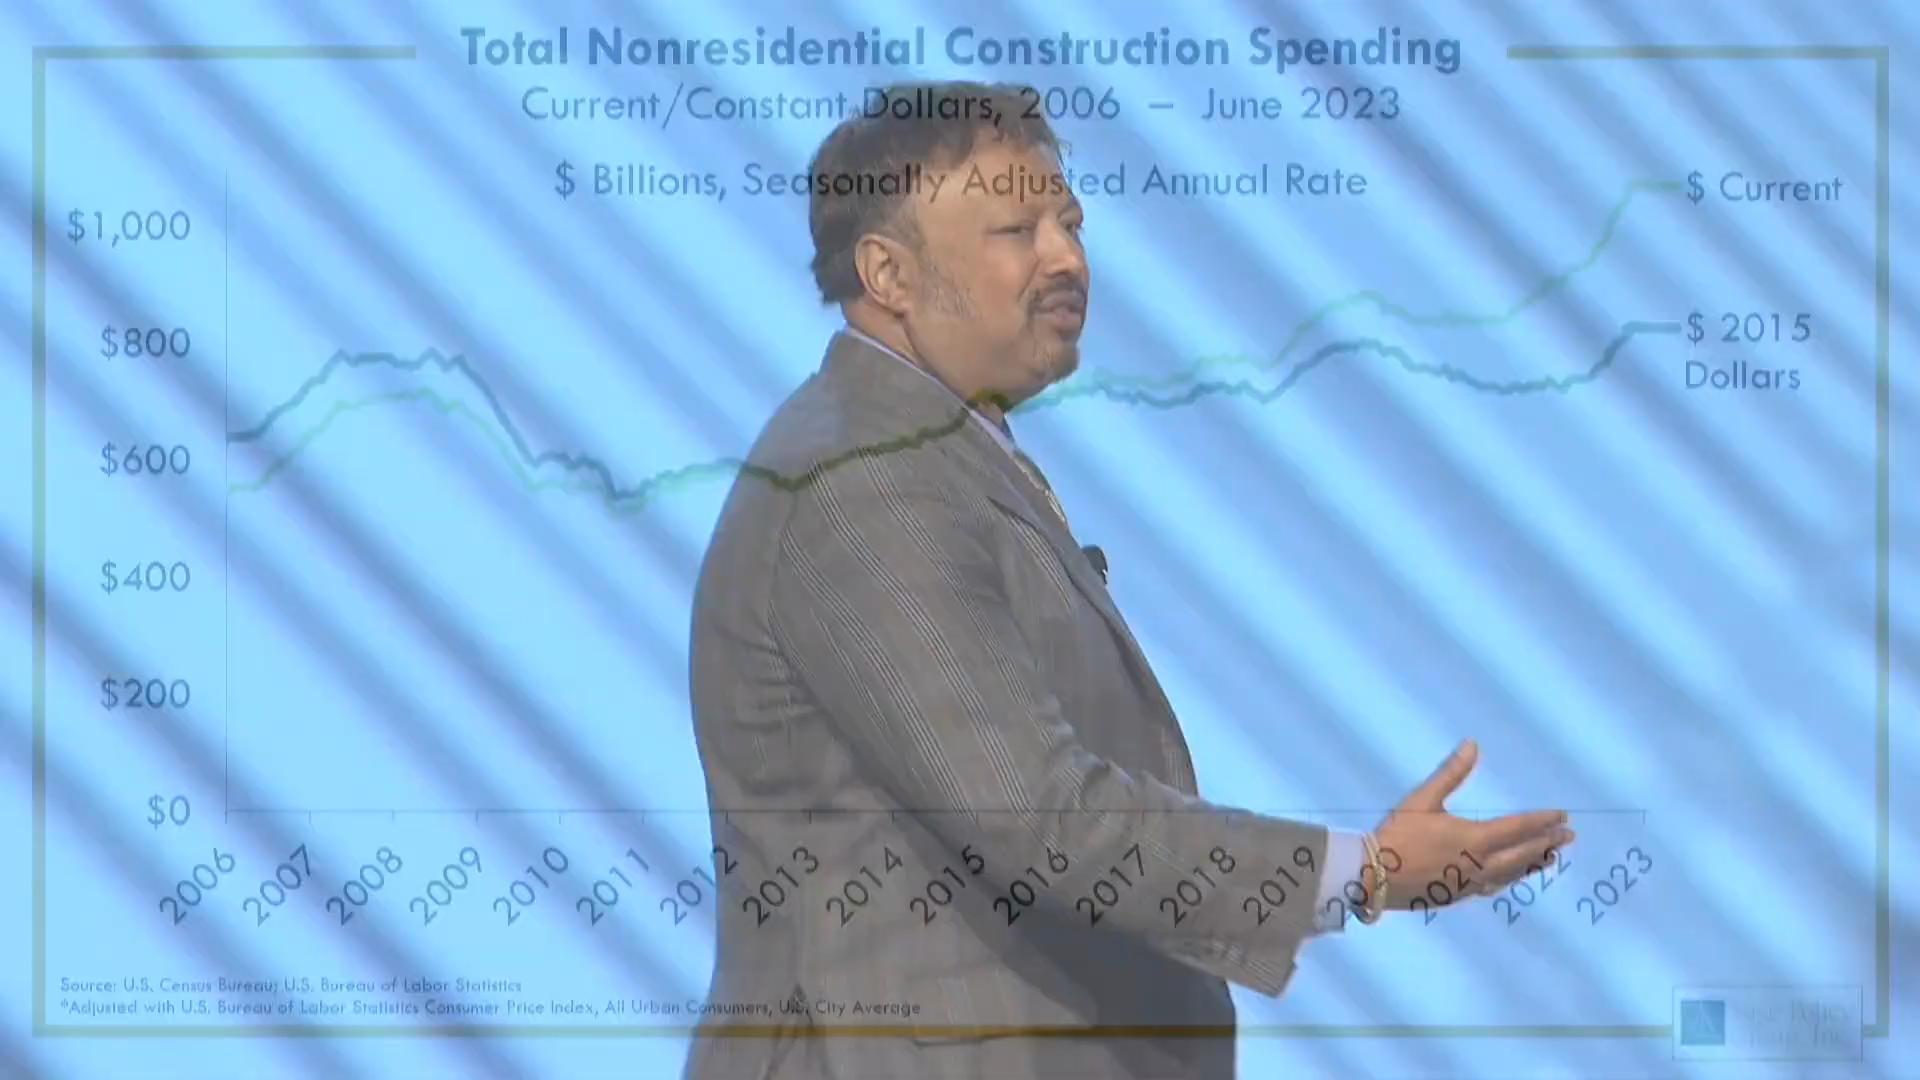 Total Nonresidential Construction Spending
Current/Constant Dollars, 2006 – June 2023
$ Billions, Seasonally Adjusted Annual Rate
$ Current
$1,000
$ 2015
Dollars
$800
$600
$400
$200
$0
2006
2007
2008
2009
2010
2011
2012
2013
2014
2015
2016
2017
2018
2019
2020
2021
2022
2023
Source: U.S. Census Bureau; U.S. Bureau of Labor Statistics
*Adjusted with U.S. Bureau of Labor Statistics Consumer Price Index, All Urban Consumers, U.S. City Average
Policy
Inc.